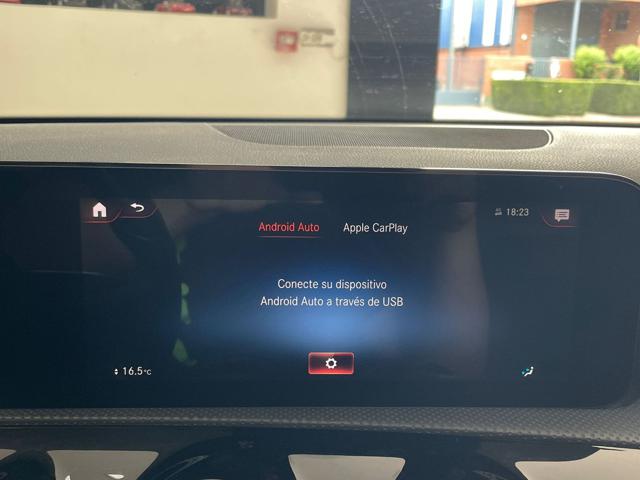 18:23
Android Auto
Apple CarPlay
Conecte su dispositivo
Android Auto a través de USB
16.5°C